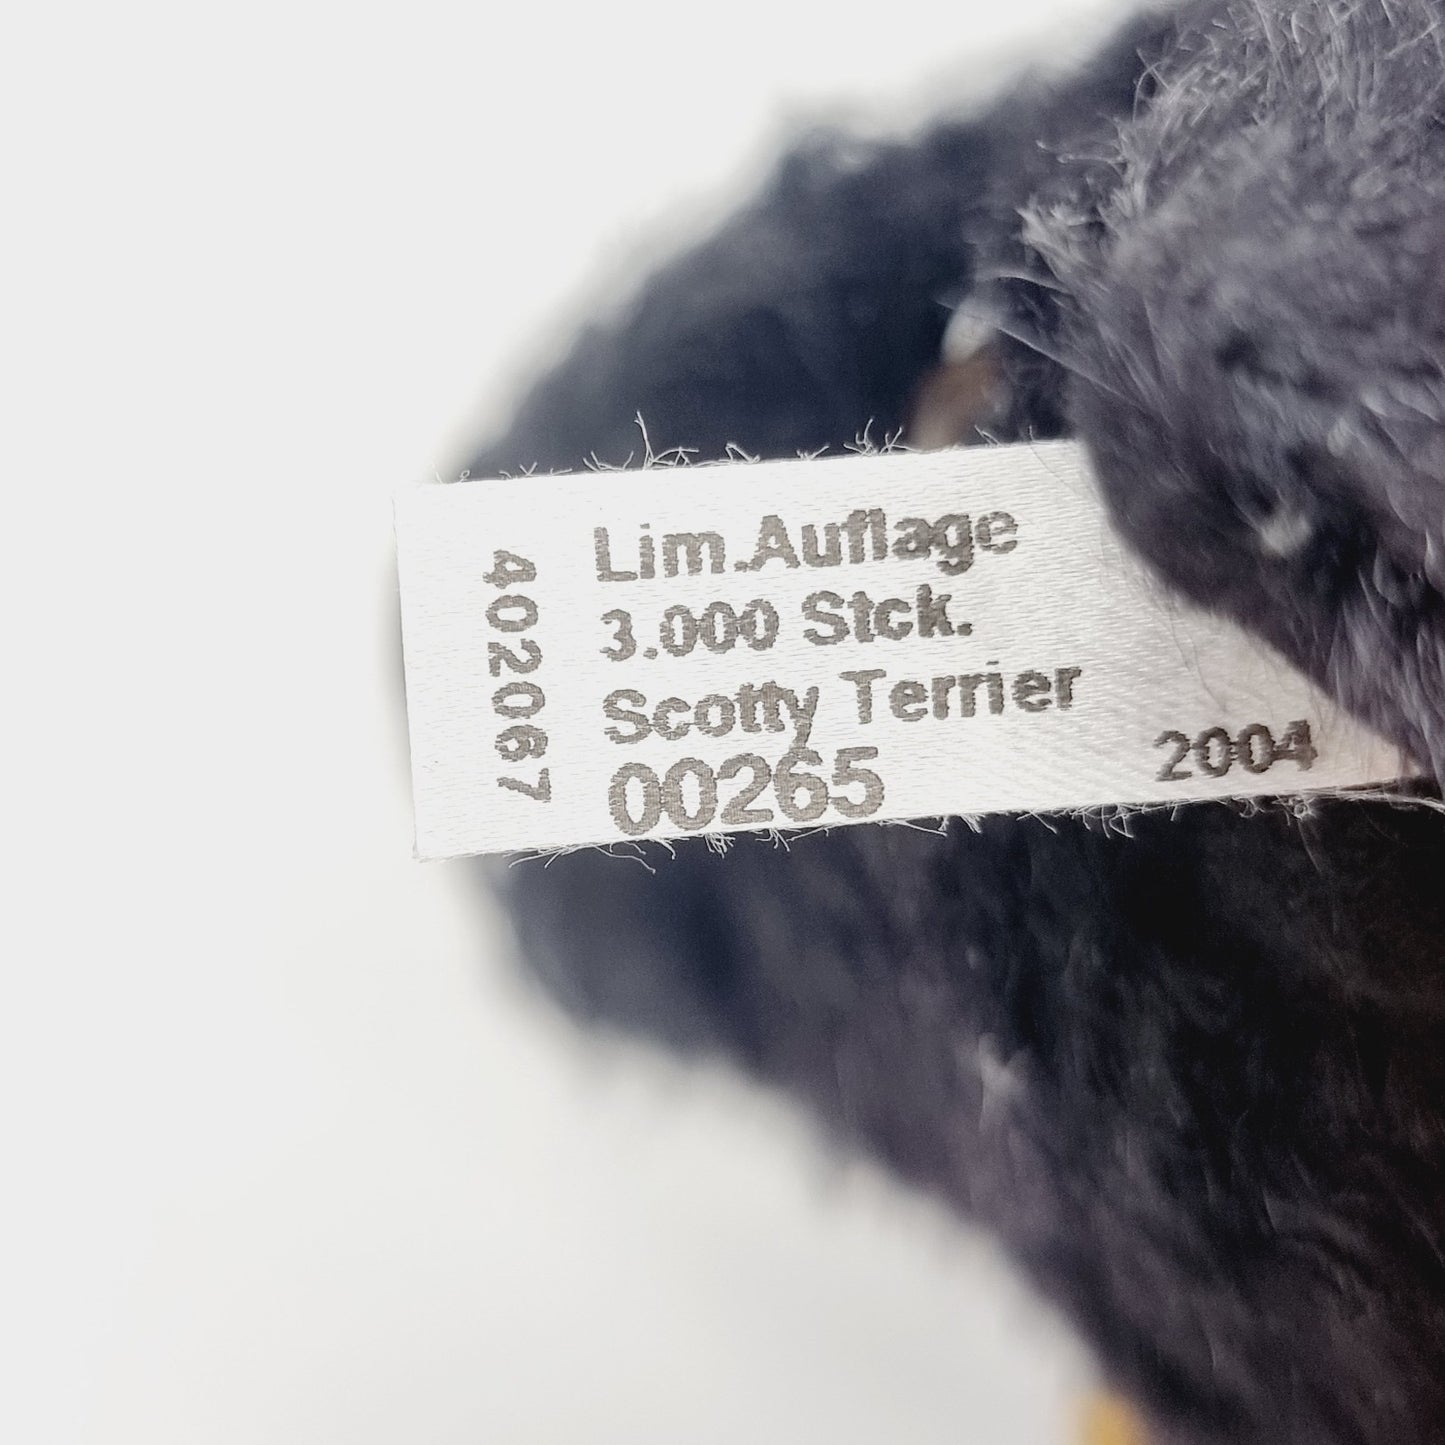 402067
Lim.Auflage
3.000 Stck.
Scotty Terrier
00265
2004